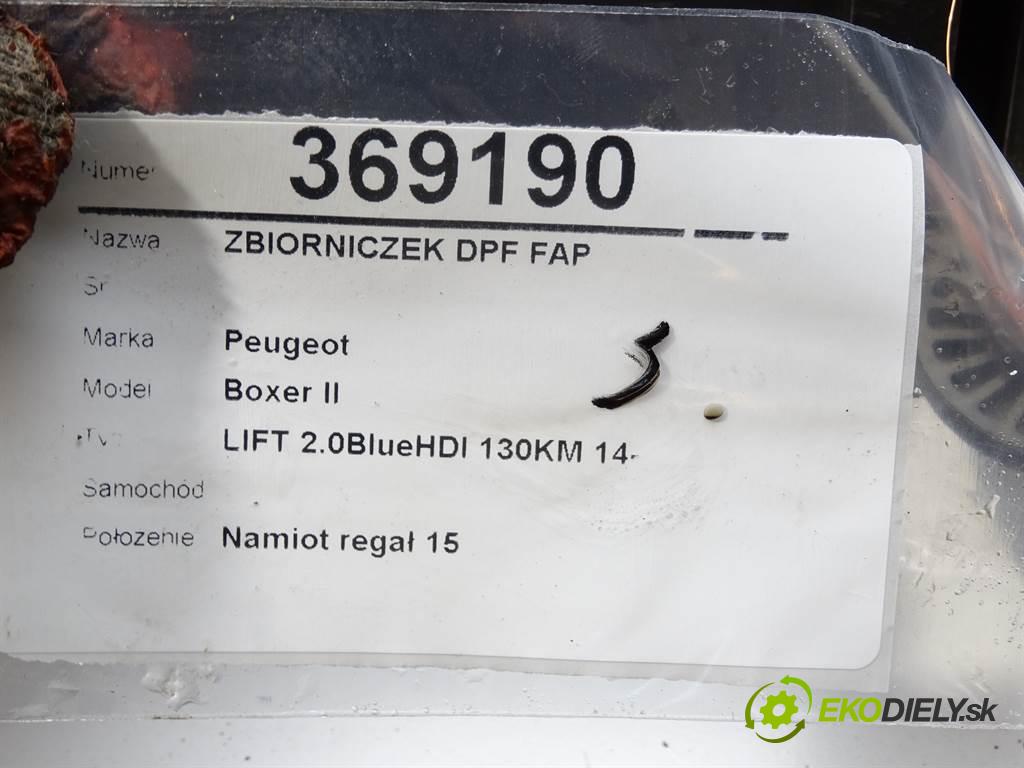 Numer 369190
Nazwa ZBIORNICZEK DPF FAP
Marka Peugeot
Model Boxer II
LIFT 2.0BlueHDI 130KM 14-
Samochód
Położenie Namiot regał 15
EKODIELY.sk